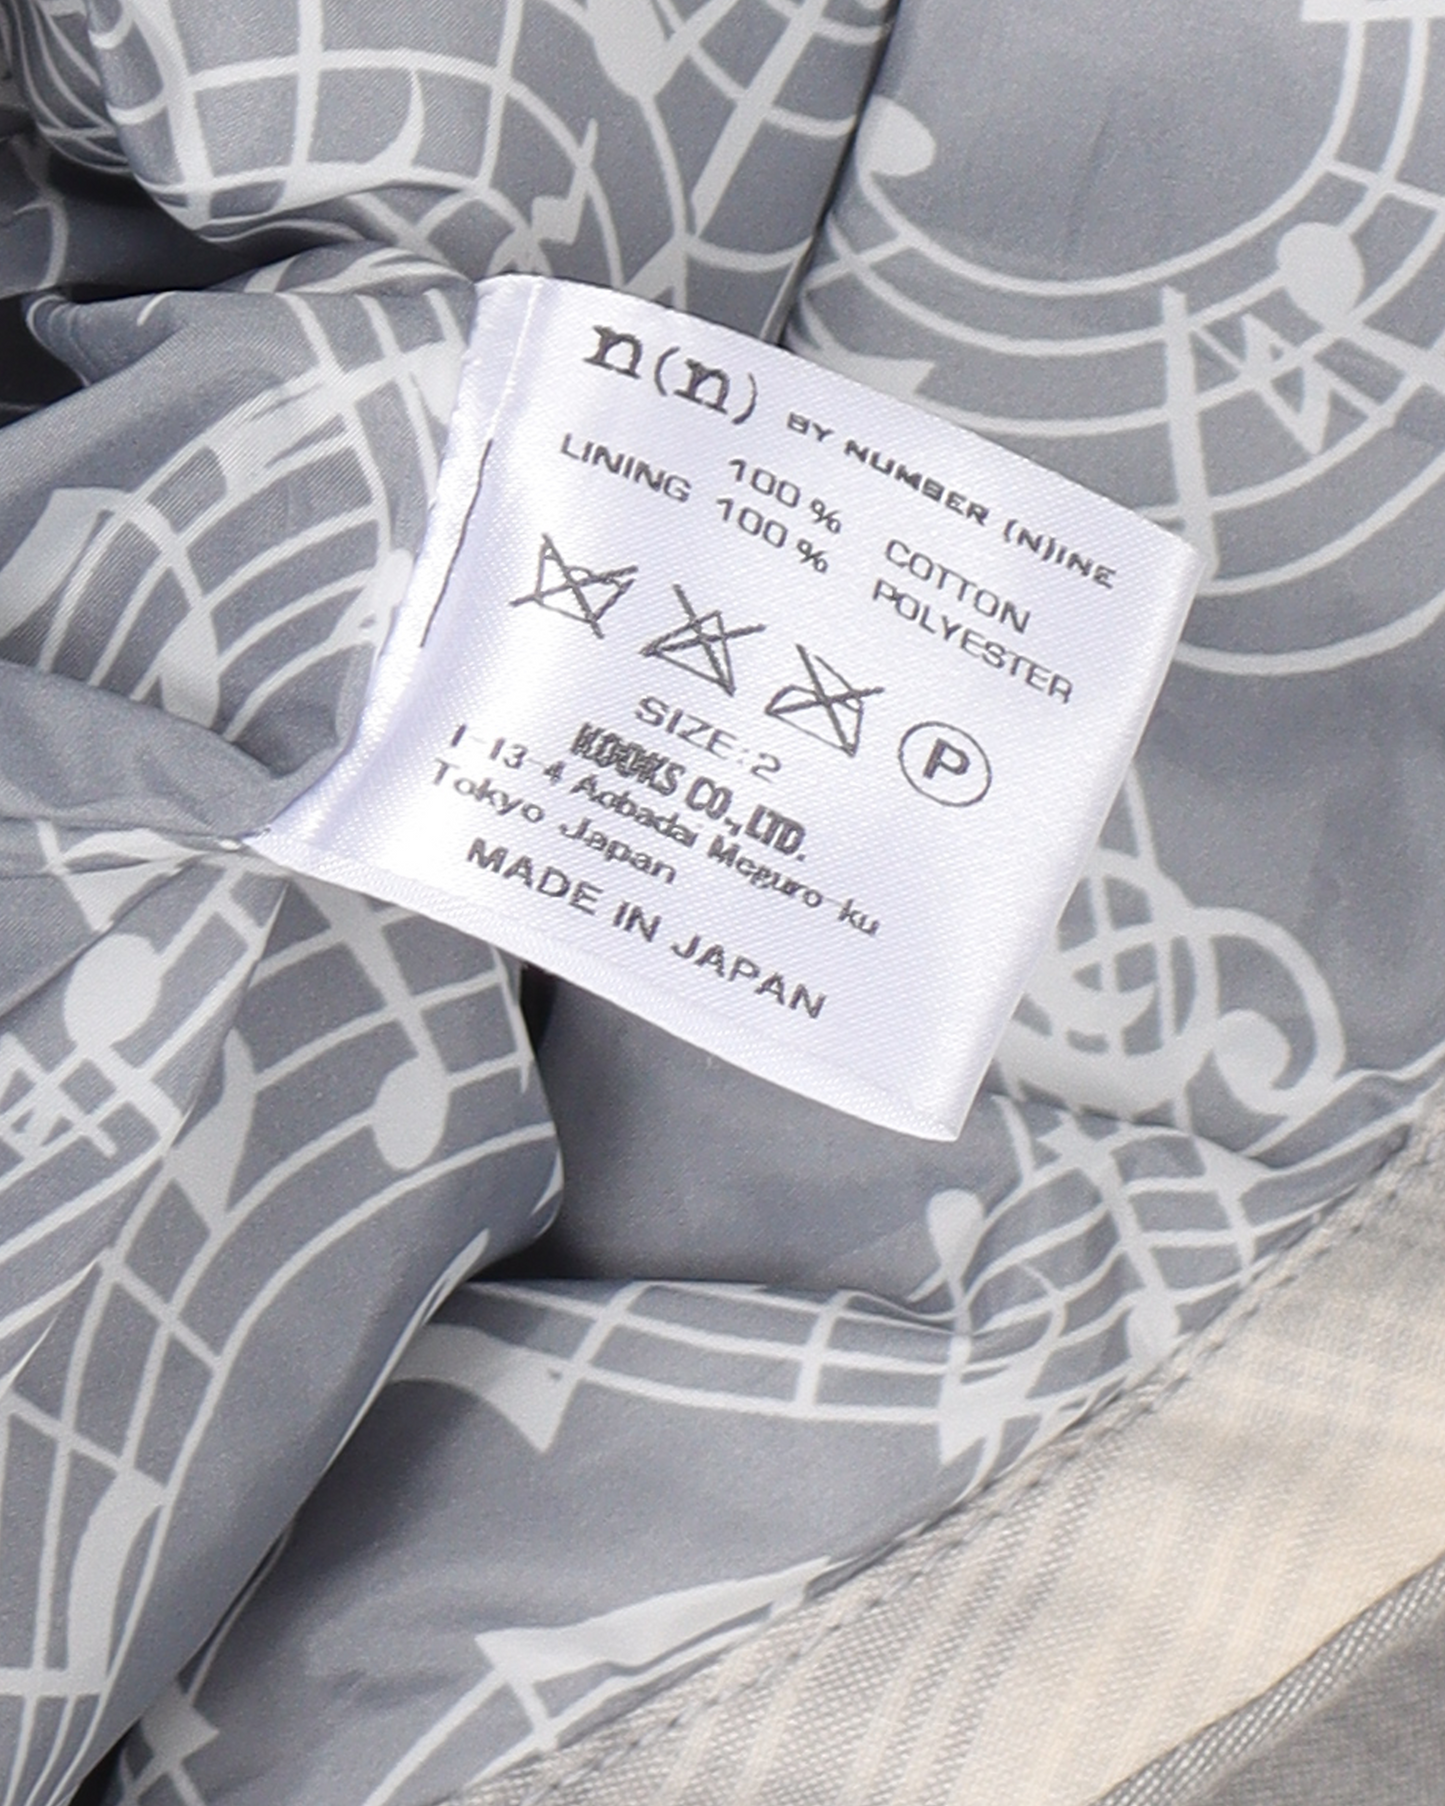 n(n) BY NUMBER (N)INE
100% COTTON
LINING 100% POLYESTER
P
SIZE:2
KOOKS CO.,LTD.
1-13-4 Aobadai Meguro-ku
Tokyo Japan
MADE IN JAPAN